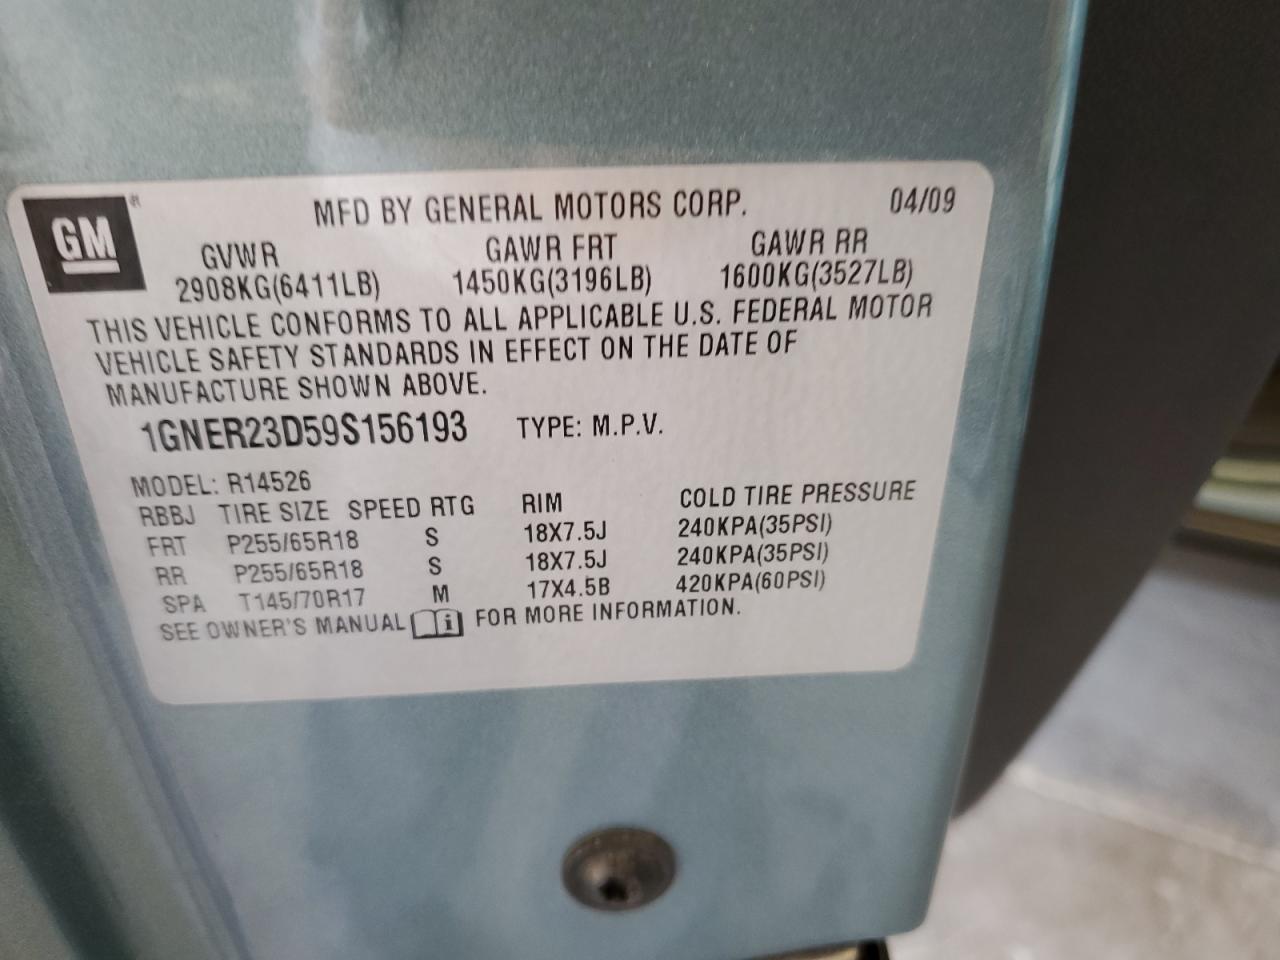 GM®
MFD BY GENERAL MOTORS CORP. 04/09
GVWR GAWR FRT GAWR RR
2908KG(6411LB) 1450KG(3196LB) 1600KG(3527LB)
THIS VEHICLE CONFORMS TO ALL APPLICABLE U.S. FEDERAL MOTOR
VEHICLE SAFETY STANDARDS IN EFFECT ON THE DATE OF
MANUFACTURE SHOWN ABOVE.
1GNER23D59S156193 TYPE: M.P.V.
MODEL: R14526
RBBJ TIRE SIZE SPEED RTG RIM COLD TIRE PRESSURE
FRT P255/65R18 S 18X7.5J 240KPA(35PSI)
RR P255/65R18 S 18X7.5J 240KPA(35PSI)
SPA T145/70R17 M 17X4.5B 420KPA(60PSI)
SEE OWNER'S MANUAL i FOR MORE INFORMATION.